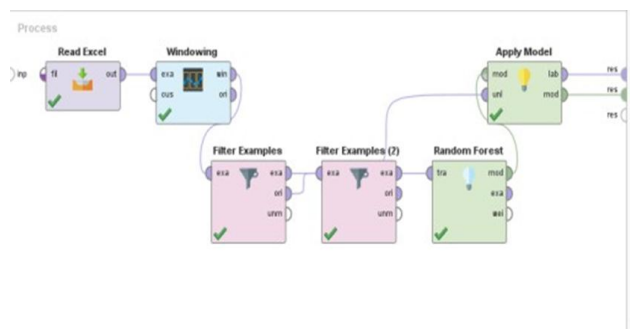 Process
Read Excel
Windowing
Apply Model
inp
fil
out
exa
win
cus
ori
mod
lab
unl
mod
res
res
res
Filter Examples
Filter Examples (2)
Random Forest
exa
exa
ori
unm
exa
exa
ori
unm
tra
mod
exa
wei